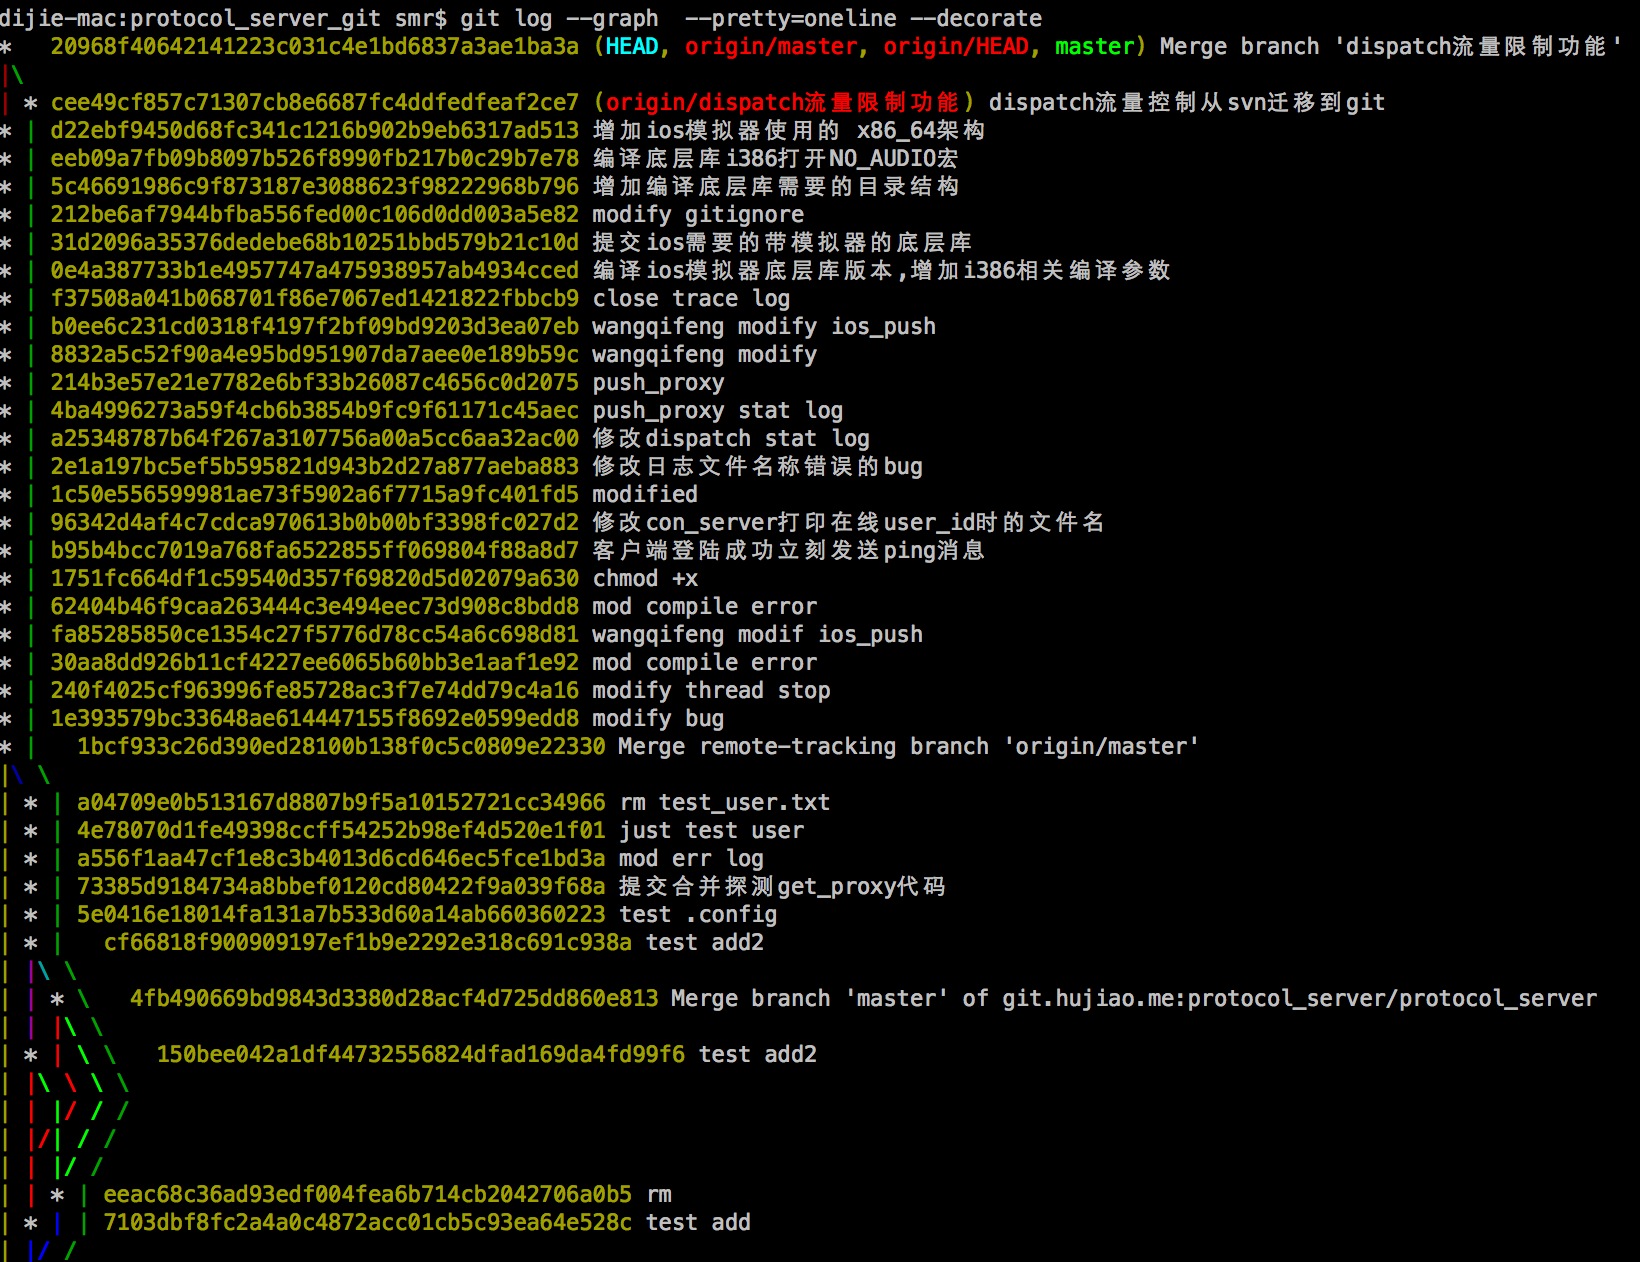 dijie-mac:protocol_server_git smr$ git log --graph  --pretty=oneline --decorate
*   20968f40642141223c031c4e1bd6837a3ae1ba3a (HEAD, origin/master, origin/HEAD, master) Merge branch 'dispatch流量限制功能'
|\
| * cee49cf857c71307cb8e6687fc4ddfedfeaf2ce7 (origin/dispatch流量限制功能) dispatch流量控制从svn迁移到git
* | d22ebf9450d68fc341c1216b902b9eb6317ad513 增加ios模拟器使用的 x86_64架构
* | eeb09a7fb09b8097b526f8990fb217b0c29b7e78 编译底层库i386打开NO_AUDIO宏
* | 5c46691986c9f873187e3088623f98222968b796 增加编译底层库需要的目录结构
* | 212be6af7944bfba556fed00c106d0dd003a5e82 modify gitignore
* | 31d2096a35376dedebe68b10251bbd579b21c10d 提交ios需要的带模拟器的底层库
* | 0e4a387733b1e4957747a475938957ab4934cced 编译ios模拟器底层库版本,增加i386相关编译参数
* | f37508a041b068701f86e7067ed1421822fbbcb9 close trace log
* | b0ee6c231cd0318f4197f2bf09bd9203d3ea07eb wangqifeng modify ios_push
* | 8832a5c52f90a4e95bd951907da7aee0e189b59c wangqifeng modify
* | 214b3e57e21e7782e6bf33b26087c4656c0d2075 push_proxy
* | 4ba4996273a59f4cb6b3854b9fc9f61171c45aec push_proxy stat log
* | a25348787b64f267a3107756a00a5cc6aa32ac00 修改dispatch stat log
* | 2e1a197bc5ef5b595821d943b2d27a877aeba883 修改日志文件名称错误的bug
* | 1c50e556599981ae73f5902a6f7715a9fc401fd5 modified
* | 96342d4af4c7cdca970613b0b00bf3398fc027d2 修改con_server打印在线user_id时的文件名
* | b95b4bcc7019a768fa6522855ff069804f88a8d7 客户端登陆成功立刻发送ping消息
* | 1751fc664df1c59540d357f69820d5d02079a630 chmod +x
* | 62404b46f9caa263444c3e494eec73d908c8bdd8 mod compile error
* | fa85285850ce1354c27f5776d78cc54a6c698d81 wangqifeng modif ios_push
* | 30aa8dd926b11cf4227ee6065b60bb3e1aaf1e92 mod compile error
* | 240f4025cf963996fe85728ac3f7e74dd79c4a16 modify thread stop
* | 1e393579bc33648ae614447155f8692e0599edd8 modify bug
* |   1bcf933c26d390ed28100b138f0c5c0809e22330 Merge remote-tracking branch 'origin/master'
|\ \
| * | a04709e0b513167d8807b9f5a10152721cc34966 rm test_user.txt
| * | 4e78070d1fe49398ccff54252b98ef4d520e1f01 just test user
| * | a556f1aa47cf1e8c3b4013d6cd646ec5fce1bd3a mod err log
| * | 73385d9184734a8bbef0120cd80422f9a039f68a 提交合并探测get_proxy代码
| * | 5e0416e18014fa131a7b533d60a14ab660360223 test .config
| * |   cf66818f900909197ef1b9e2292e318c691c938a test add2
| |\ \
| | * \   4fb490669bd9843d3380d28acf4d725dd860e813 Merge branch 'master' of git.hujiao.me:protocol_server/protocol_server
| | |\ \
| * | \ \   150bee042a1df44732556824dfad169da4fd99f6 test add2
| |\ \ \ \
| | |/ / /
| |/| / /
| | |/ /
| | * | eeac68c36ad93edf004fea6b714cb2042706a0b5 rm
| * | | 7103dbf8fc2a4a0c4872acc01cb5c93ea64e528c test add
| |/ /